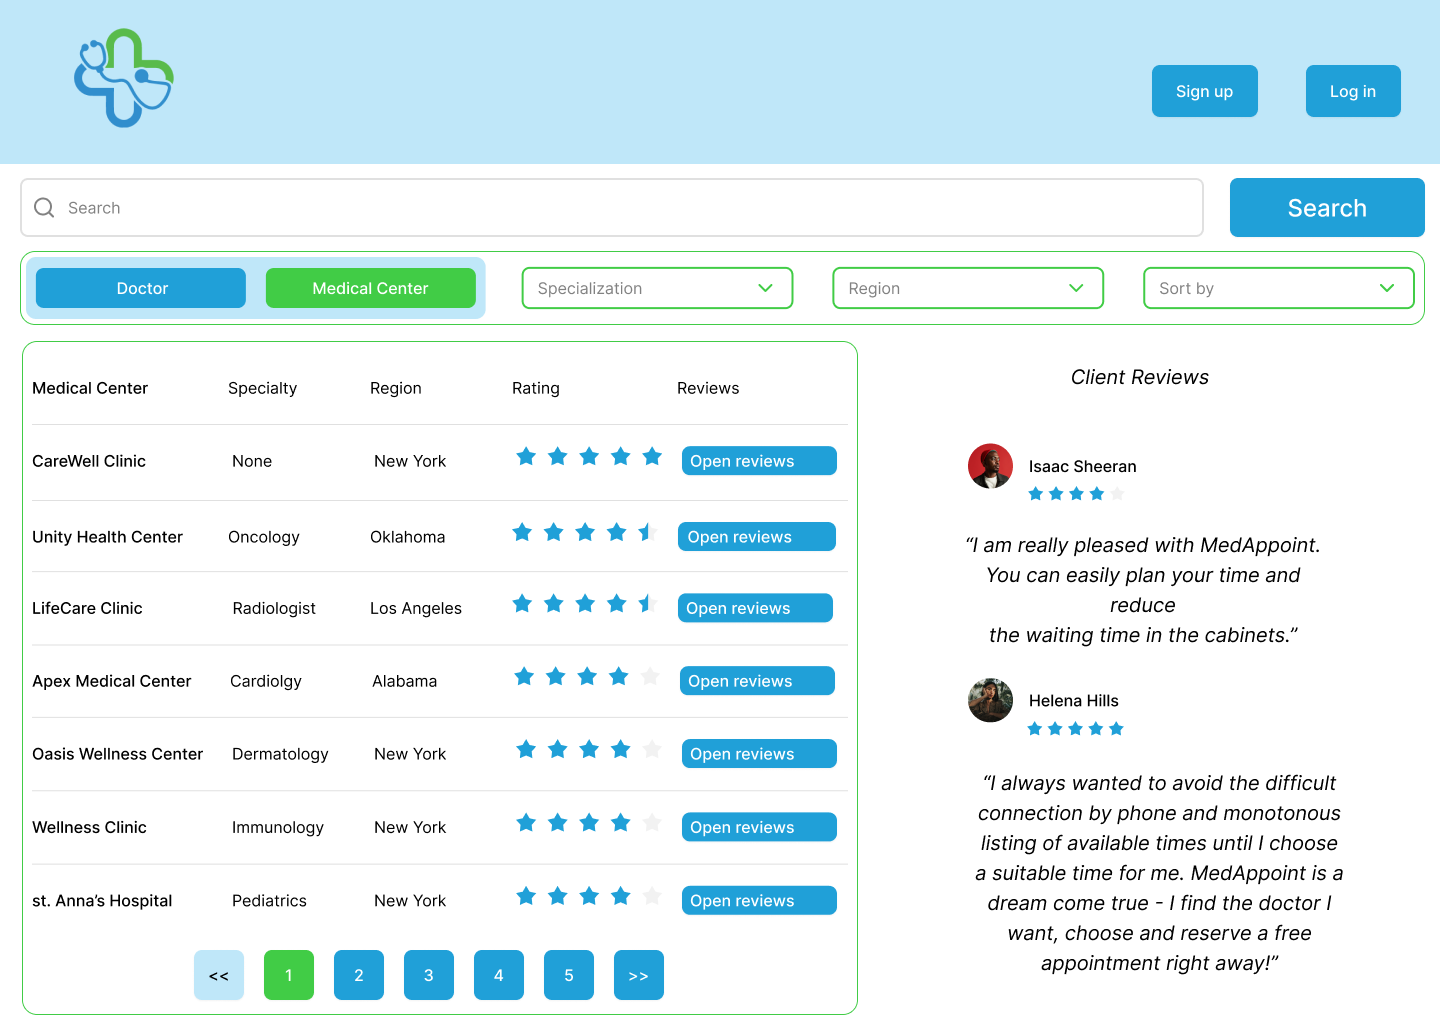 Sign up
Log in
Search
Search
Doctor
Medical Center
Specialization
Region
Sort by
Medical Center Specialty Region Rating Reviews
CareWell Clinic None New York Open reviews
Unity Health Center Oncology Oklahoma Open reviews
LifeCare Clinic Radiologist Los Angeles Open reviews
Apex Medical Center Cardiolgy Alabama Open reviews
Oasis Wellness Center Dermatology New York Open reviews
Wellness Clinic Immunology New York Open reviews
st. Anna’s Hospital Pediatrics New York Open reviews
<< 1 2 3 4 5 >>
Client Reviews
Isaac Sheeran
“I am really pleased with MedAppoint.
You can easily plan your time and
reduce
the waiting time in the cabinets.”
Helena Hills
“I always wanted to avoid the difficult
connection by phone and monotonous
listing of available times until I choose
a suitable time for me. MedAppoint is a
dream come true - I find the doctor I
want, choose and reserve a free
appointment right away!”